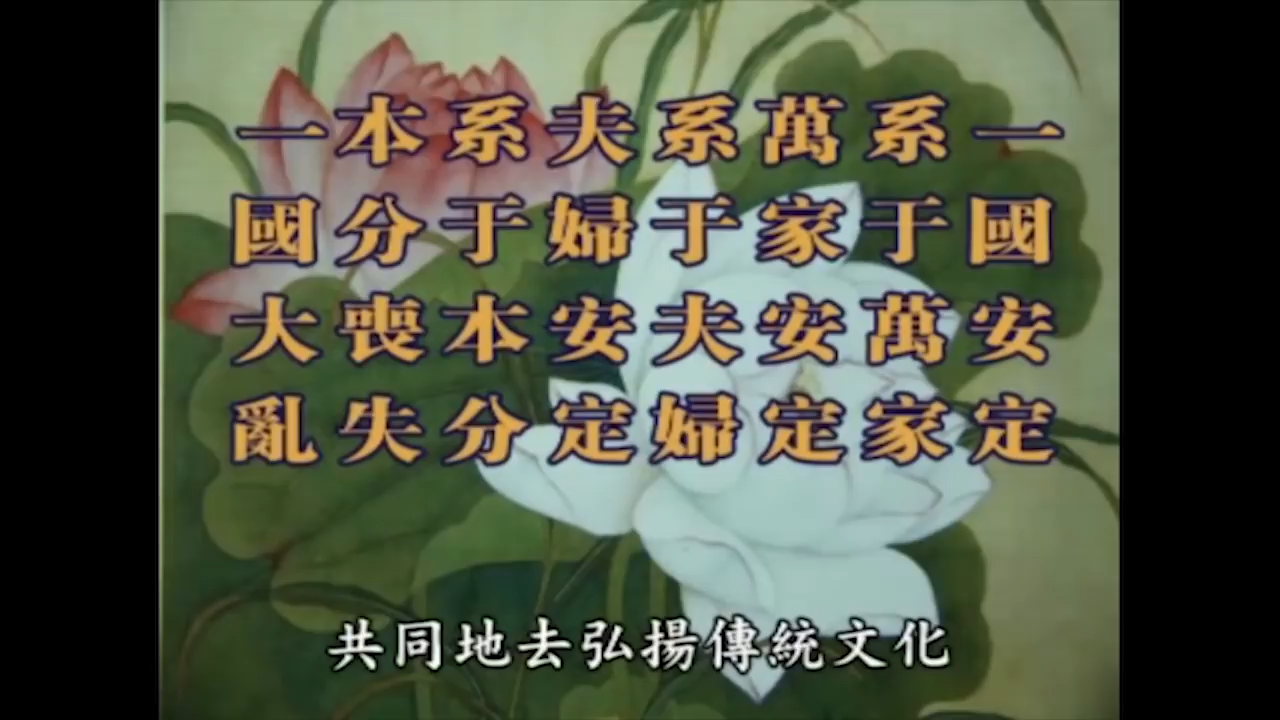 一國安定
系于萬家
萬家安定
系于夫婦
夫婦安定
系于本分
本分喪失
一國大亂
共同地去弘揚傳統文化